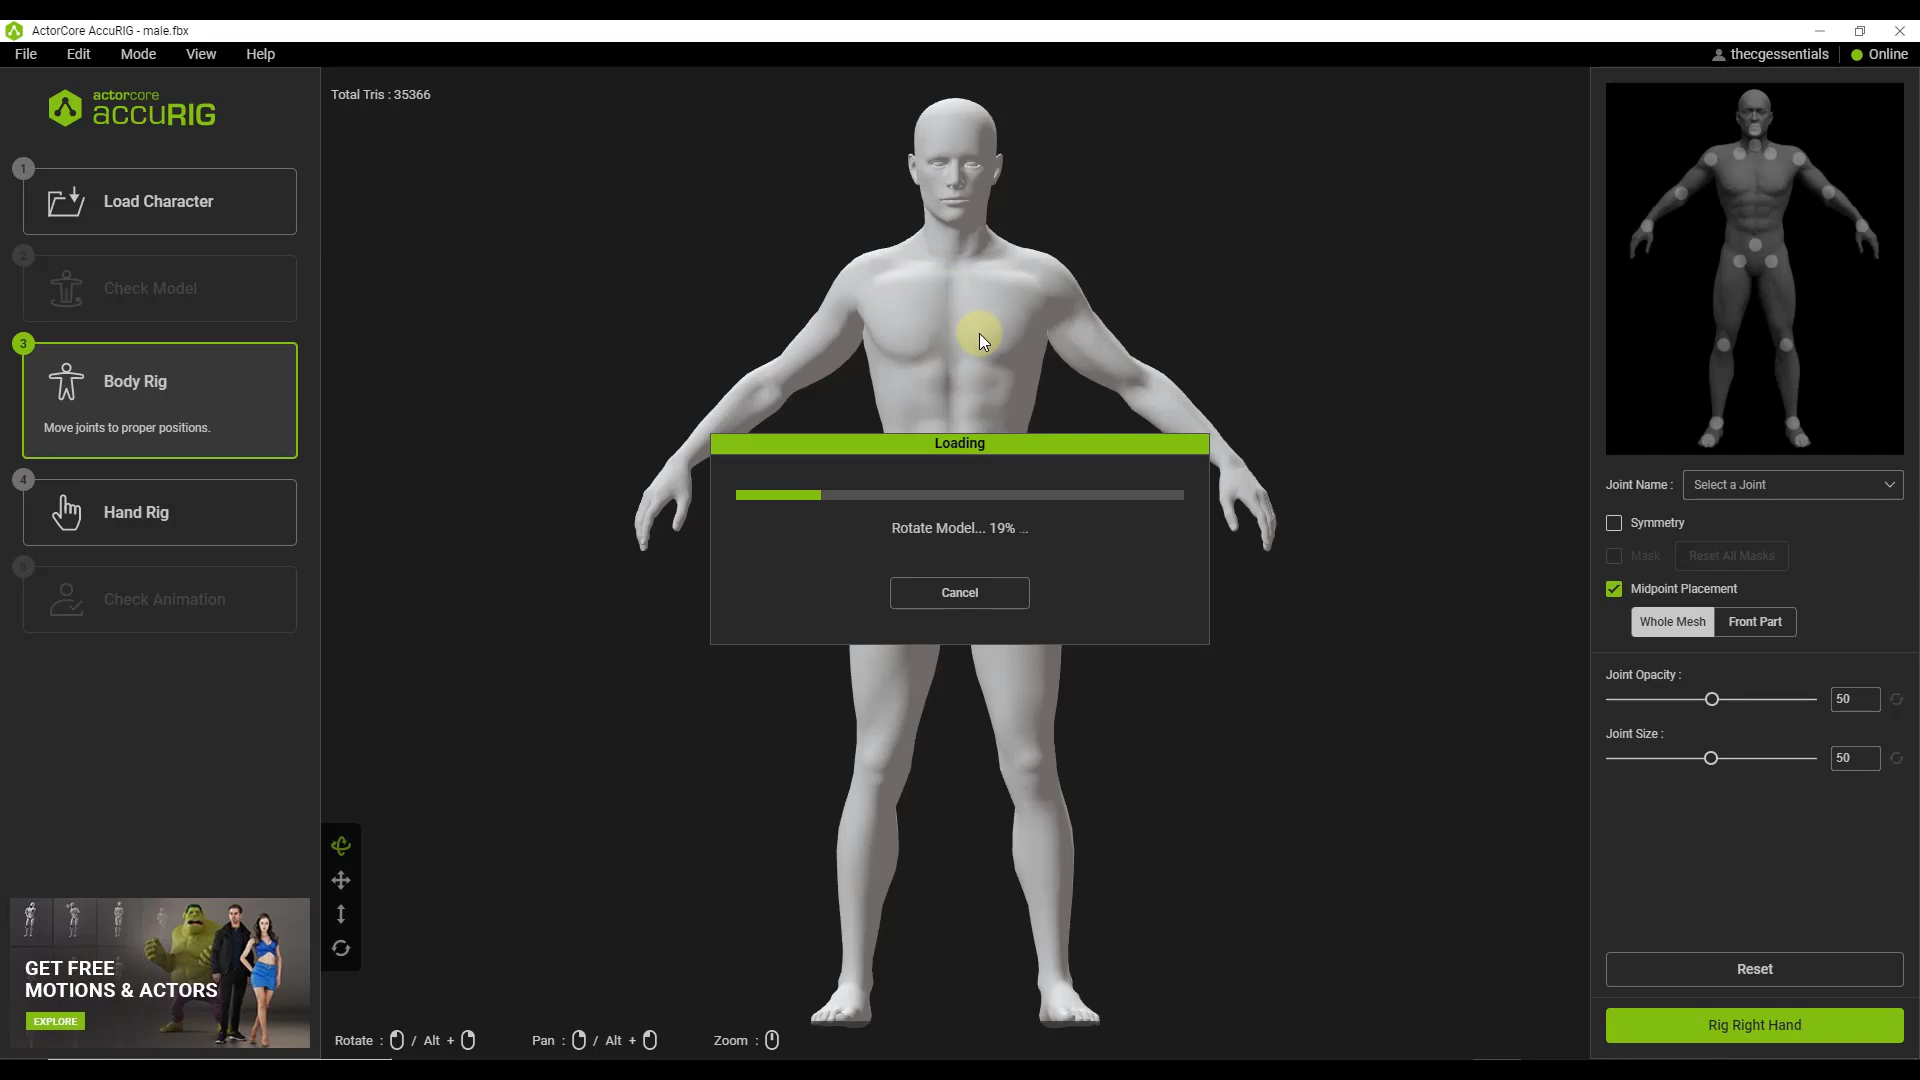 ActorCore AccuRIG - male.fbx
File Edit Mode View Help
thecgessentials Online
actorcore
accuRIG
1
Load Character
2
Check Model
3
Body Rig
Move joints to proper positions.
4
Hand Rig
5
Check Animation
GET FREE
MOTIONS & ACTORS
EXPLORE
Total Tris : 35366
Loading
Rotate Model... 19% ...
Cancel
Rotate : / Alt + Pan : / Alt + Zoom :
Joint Name : Select a Joint
Symmetry
Mask Reset All Masks
Midpoint Placement
Whole Mesh Front Part
Joint Opacity :
50
Joint Size :
50
Reset
Rig Right Hand